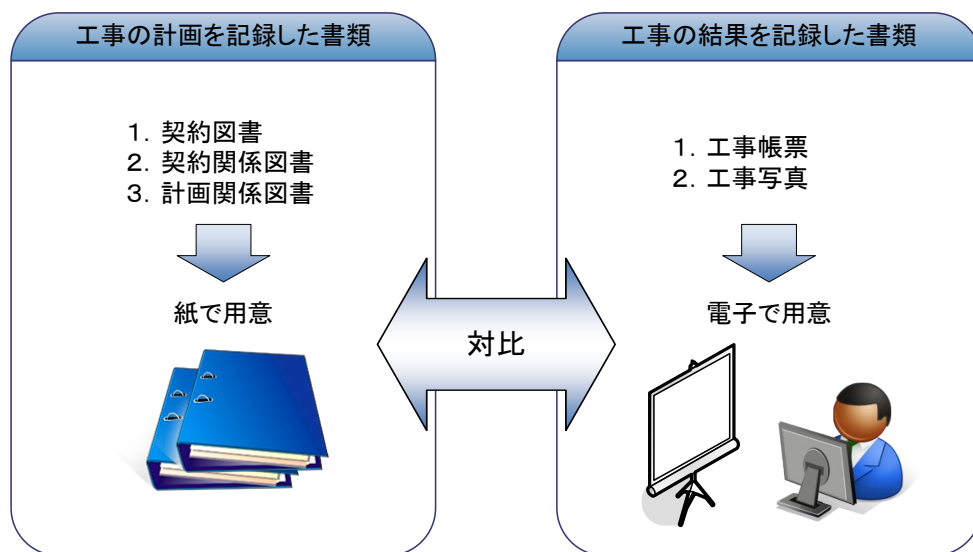 工事の計画を記録した書類
1. 契約図書
2. 契約関係図書
3. 計画関係図書
紙で用意
対比
工事の結果を記録した書類
1. 工事帳票
2. 工事写真
電子で用意